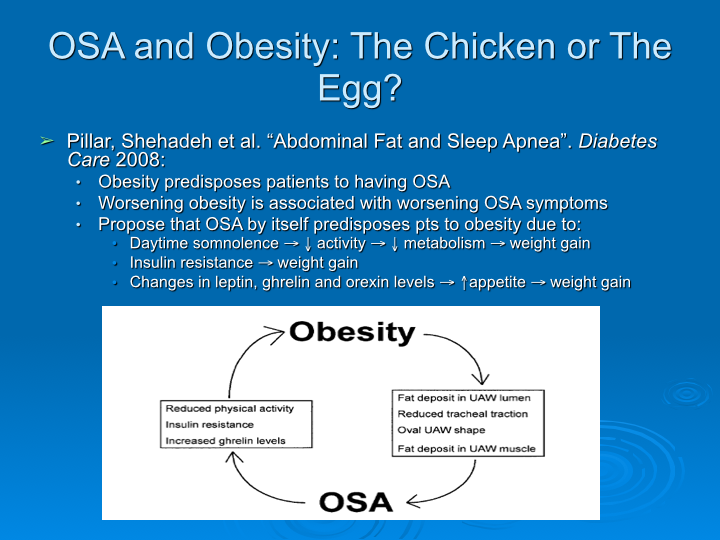 OSA and Obesity: The Chicken or The
Egg?
➢ Pillar, Shehadeh et al. “Abdominal Fat and Sleep Apnea”. Diabetes
Care 2008:
• Obesity predisposes patients to having OSA
• Worsening obesity is associated with worsening OSA symptoms
• Propose that OSA by itself predisposes pts to obesity due to:
• Daytime somnolence → ↓ activity → ↓ metabolism → weight gain
• Insulin resistance → weight gain
• Changes in leptin, ghrelin and orexin levels → ↑appetite → weight gain
Obesity
Reduced physical activity
Insulin resistance
Increased ghrelin levels
Fat deposit in UAW lumen
Reduced tracheal traction
Oval UAW shape
Fat deposit in UAW muscle
OSA